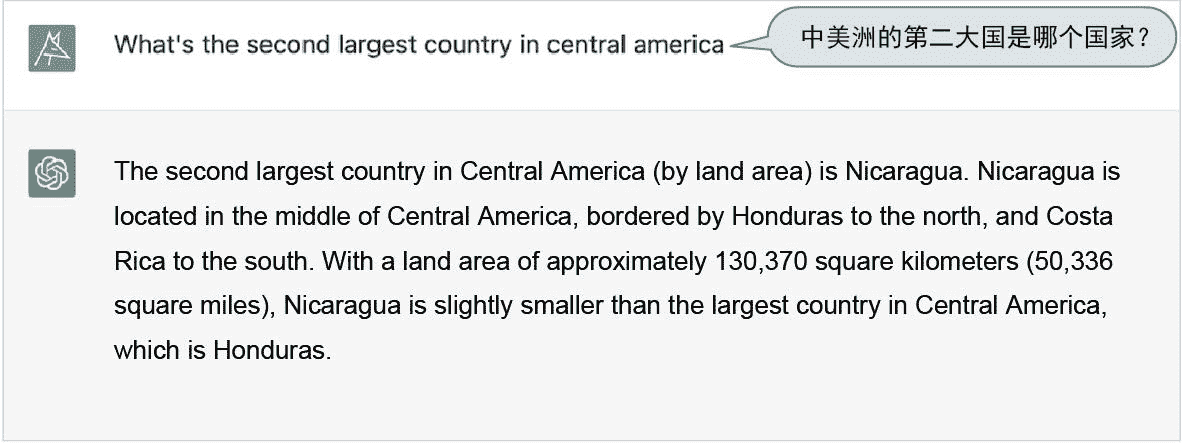 What's the second largest country in central america
中美洲的第二大国是哪个国家？
The second largest country in Central America (by land area) is Nicaragua. Nicaragua is
located in the middle of Central America, bordered by Honduras to the north, and Costa
Rica to the south. With a land area of approximately 130,370 square kilometers (50,336
square miles), Nicaragua is slightly smaller than the largest country in Central America,
which is Honduras.